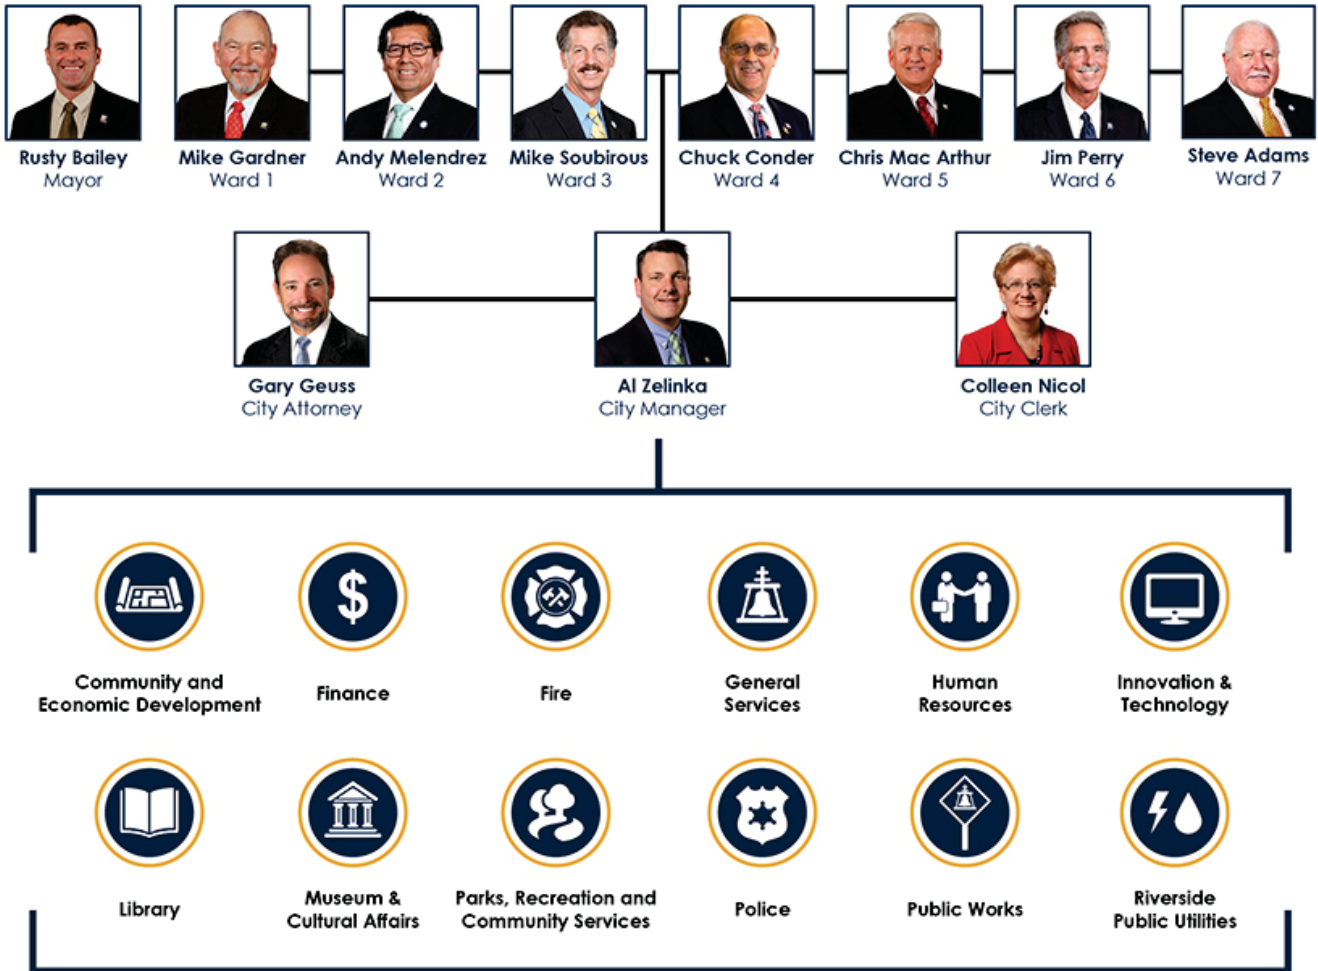 Rusty Bailey
Mayor
Mike Gardner
Ward 1
Andy Melendrez
Ward 2
Mike Soubirous
Ward 3
Chuck Conder
Ward 4
Chris Mac Arthur
Ward 5
Jim Perry
Ward 6
Steve Adams
Ward 7
Gary Geuss
City Attorney
Al Zelinka
City Manager
Colleen Nicol
City Clerk
Community and
Economic Development
Finance
Fire
General
Services
Human
Resources
Innovation &
Technology
Library
Museum &
Cultural Affairs
Parks, Recreation and
Community Services
Police
Public Works
Riverside
Public Utilities